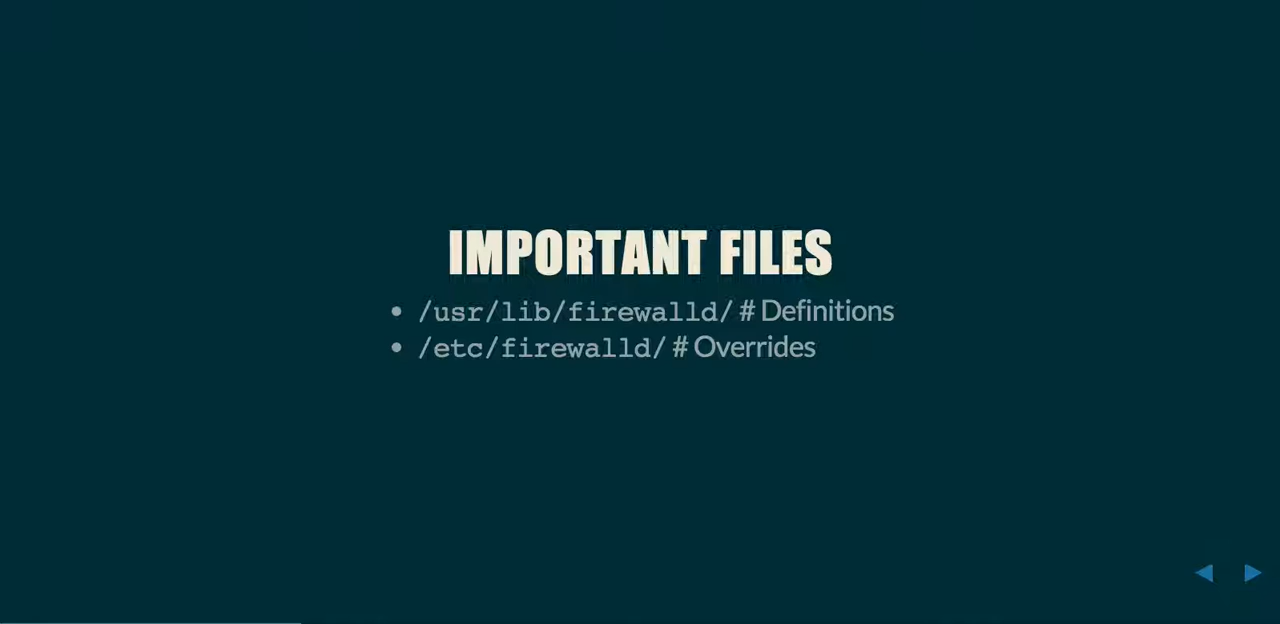 IMPORTANT FILES
/usr/lib/firewalld/ # Definitions
/etc/firewalld/ # Overrides